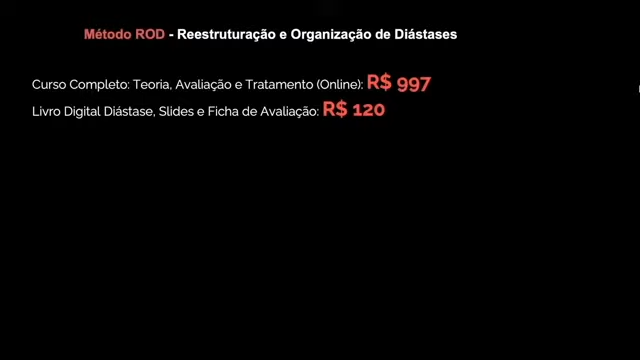 Método ROD - Reestruturação e Organização de Diástases
Curso Completo: Teoria, Avaliação e Tratamento (Online): R$ 997
Livro Digital Diástase, Slides e Ficha de Avaliação: R$ 120